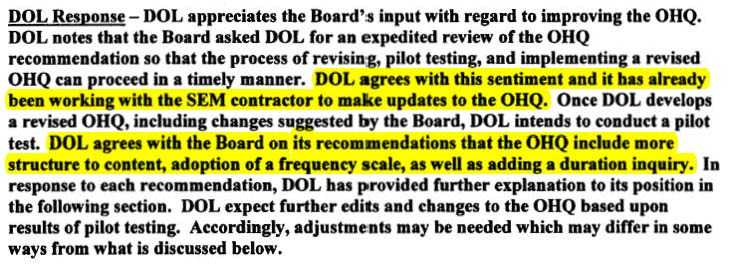 DOL Response – DOL appreciates the Board's input with regard to improving the OHQ.
DOL notes that the Board asked DOL for an expedited review of the OHQ
recommendation so that the process of revising, pilot testing, and implementing a revised
OHQ can proceed in a timely manner. DOL agrees with this sentiment and it has already
been working with the SEM contractor to make updates to the OHQ. Once DOL develops
a revised OHQ, including changes suggested by the Board, DOL intends to conduct a pilot
test. DOL agrees with the Board on its recommendations that the OHQ include more
structure to content, adoption of a frequency scale, as well as adding a duration inquiry. In
response to each recommendation, DOL has provided further explanation to its position in
the following section. DOL expect further edits and changes to the OHQ based upon
results of pilot testing. Accordingly, adjustments may be needed which may differ in some
ways from what is discussed below.